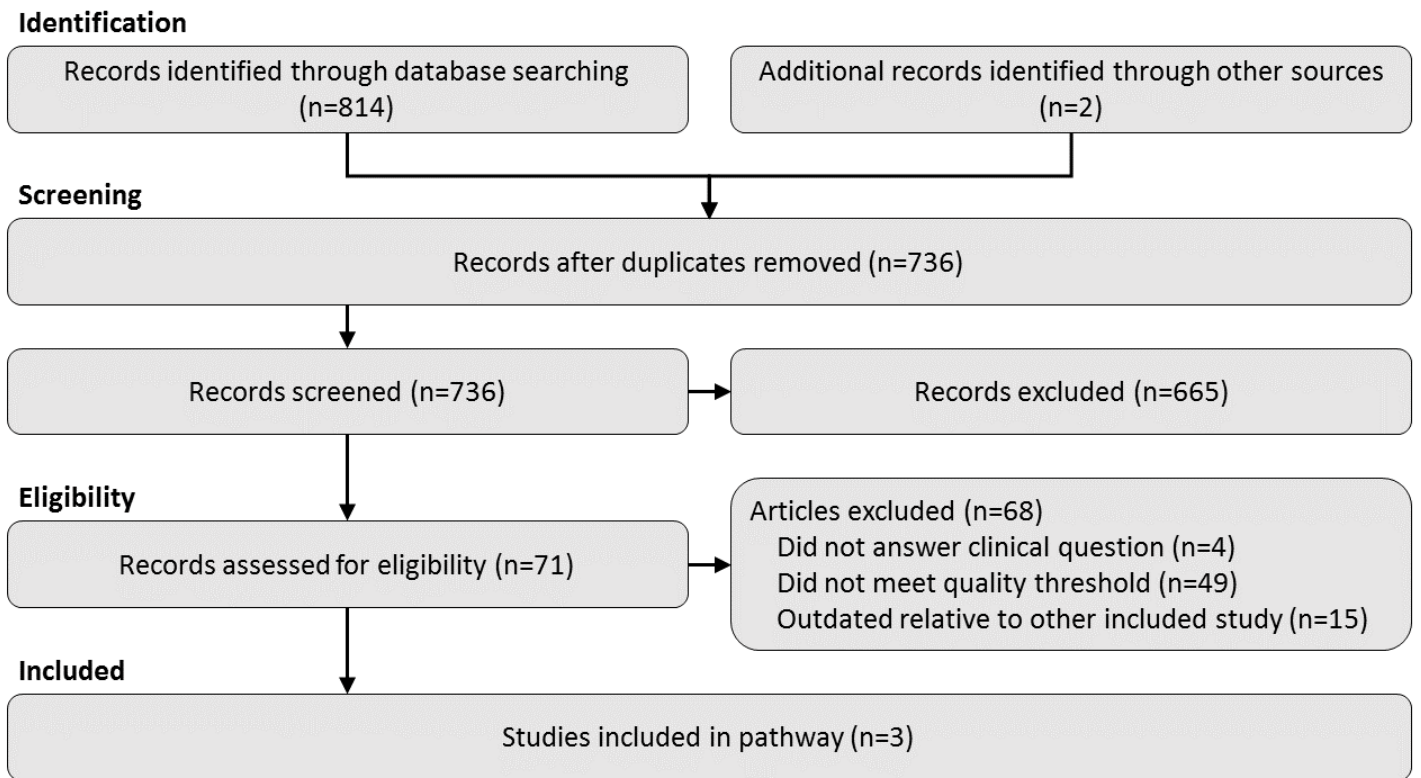 Identification
Records identified through database searching
(n=814)
Additional records identified through other sources
(n=2)
Screening
Records after duplicates removed (n=736)
Records screened (n=736)
Records excluded (n=665)
Eligibility
Records assessed for eligibility (n=71)
Articles excluded (n=68)
Did not answer clinical question (n=4)
Did not meet quality threshold (n=49)
Outdated relative to other included study (n=15)
Included
Studies included in pathway (n=3)